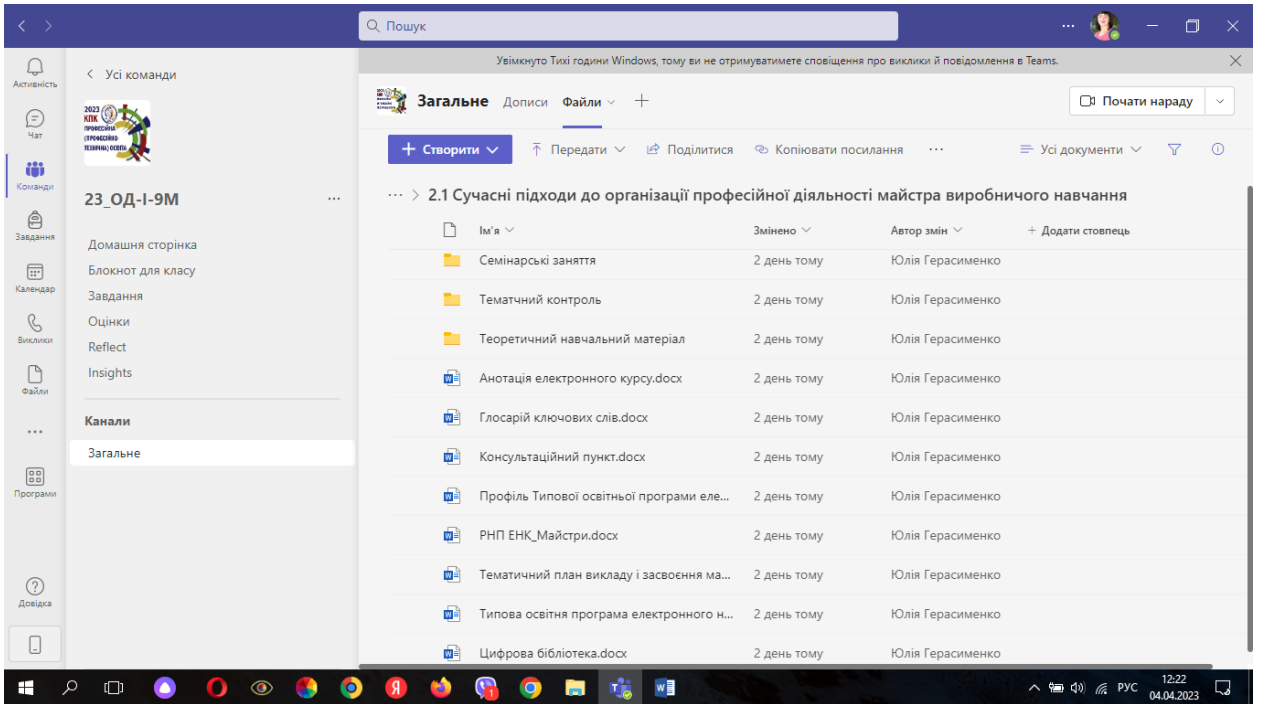 Пошук
Увімкнуто Тихі години Windows, тому ви не отримуватимете сповіщення про виклики й повідомлення в Teams.
Активність
Чат
Команди
Завдання
Календар
Виклики
Файли
Програми
Довідка
Усі команди
2023
КПК
ПРОФЕСІЙНА
(ПРОФЕСІЙНО-
ТЕХНІЧНА) ОСВІТА
23_ОД-І-9М
Домашня сторінка
Блокнот для класу
Завдання
Оцінки
Reflect
Insights
Канали
Загальне
Загальне Дописи Файли
Почати нараду
Створити Передати Поділитися Копіювати посилання Усі документи
2.1 Сучасні підходи до організації професійної діяльності майстра виробничого навчання
Ім'я Змінено Автор змін Додати стовпець
Семінарські заняття 2 день тому Юлія Герасименко
Тематчний контроль 2 день тому Юлія Герасименко
Теоретичний навчальний матеріал 2 день тому Юлія Герасименко
Анотація електронного курсу.docx 2 день тому Юлія Герасименко
Глосарій ключових слів.docx 2 день тому Юлія Герасименко
Консультаційний пункт.docx 2 день тому Юлія Герасименко
Профіль Типової освітньої програми еле... 2 день тому Юлія Герасименко
РНП ЕНК_Майстри.docx 2 день тому Юлія Герасименко
Тематичний план викладу і засвоєння ма... 2 день тому Юлія Герасименко
Типова освітня програма електронного н... 2 день тому Юлія Герасименко
Цифрова бібліотека.docx 2 день тому Юлія Герасименко
РУС
12:22
04.04.2023